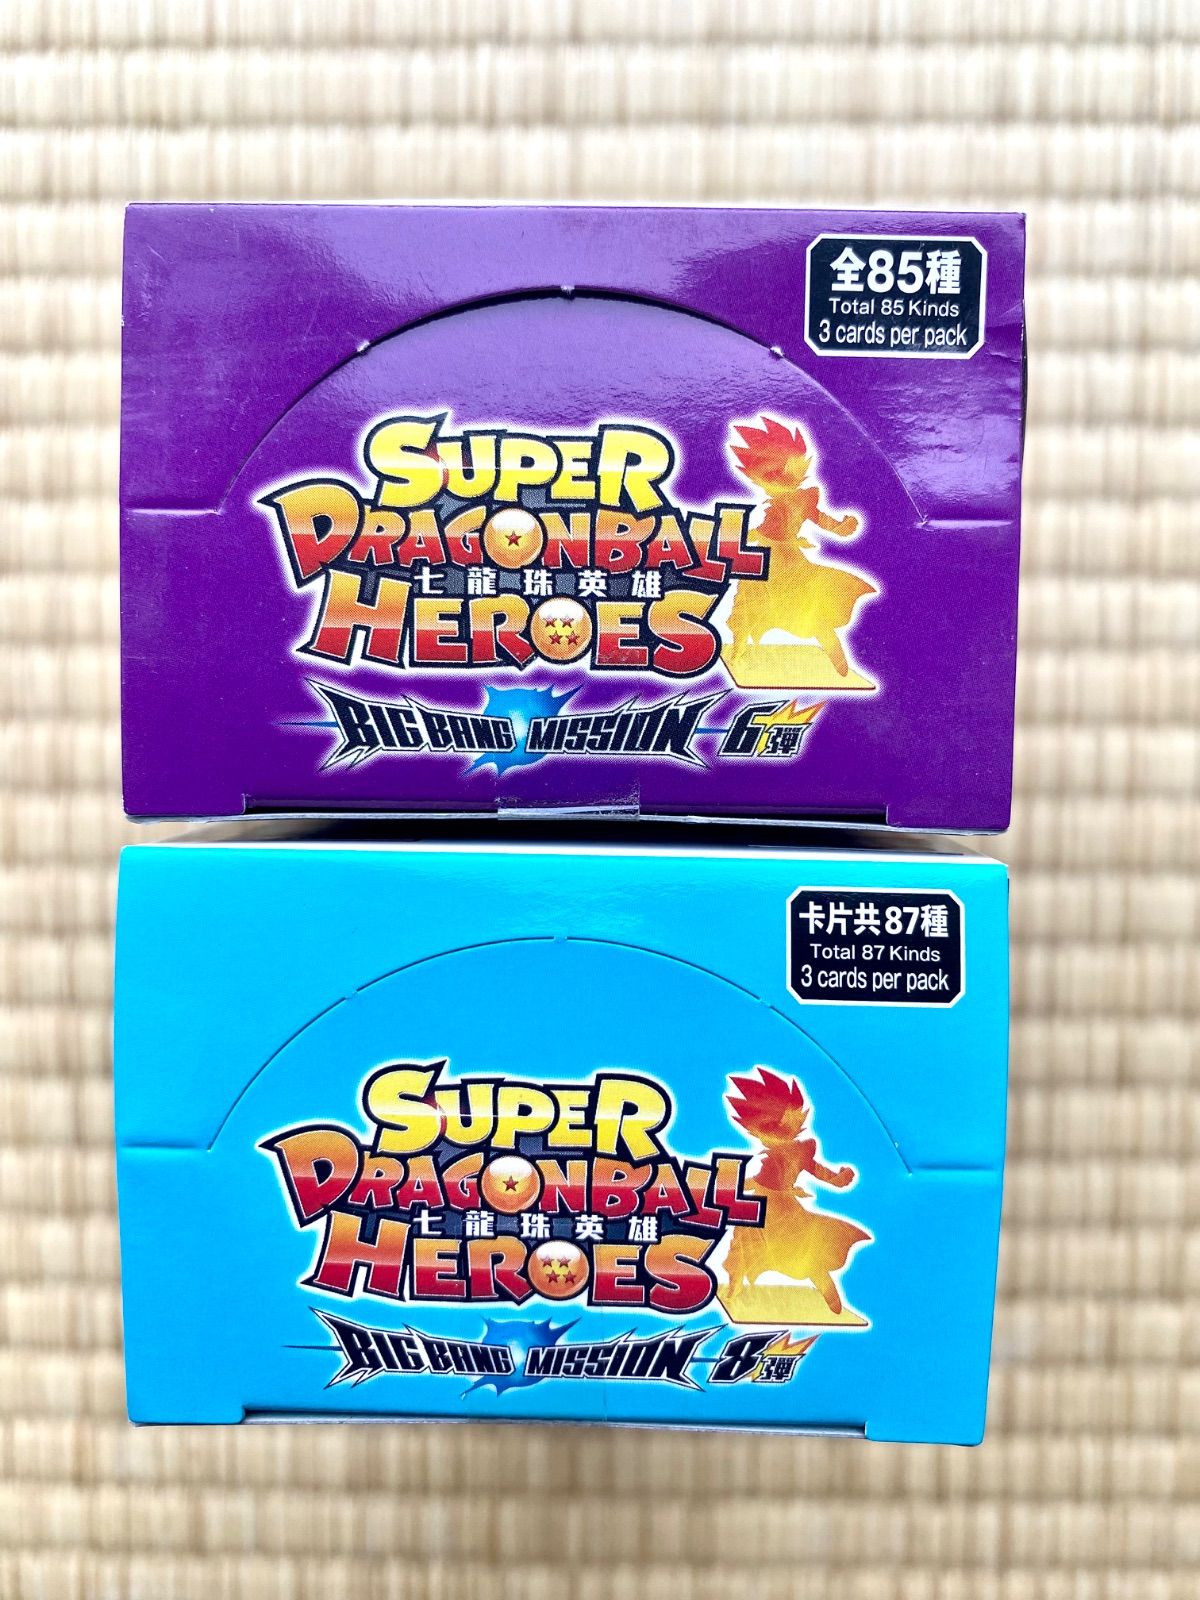 全85種
Total 85 Kinds
3 cards per pack
SUPER
DRAGONBALL
七龍珠英雄
HEROES
BIG BANG MISSION 6彈
卡片共87種
Total 87 Kinds
3 cards per pack
SUPER
DRAGONBALL
七龍珠英雄
HEROES
BIG BANG MISSION 8彈